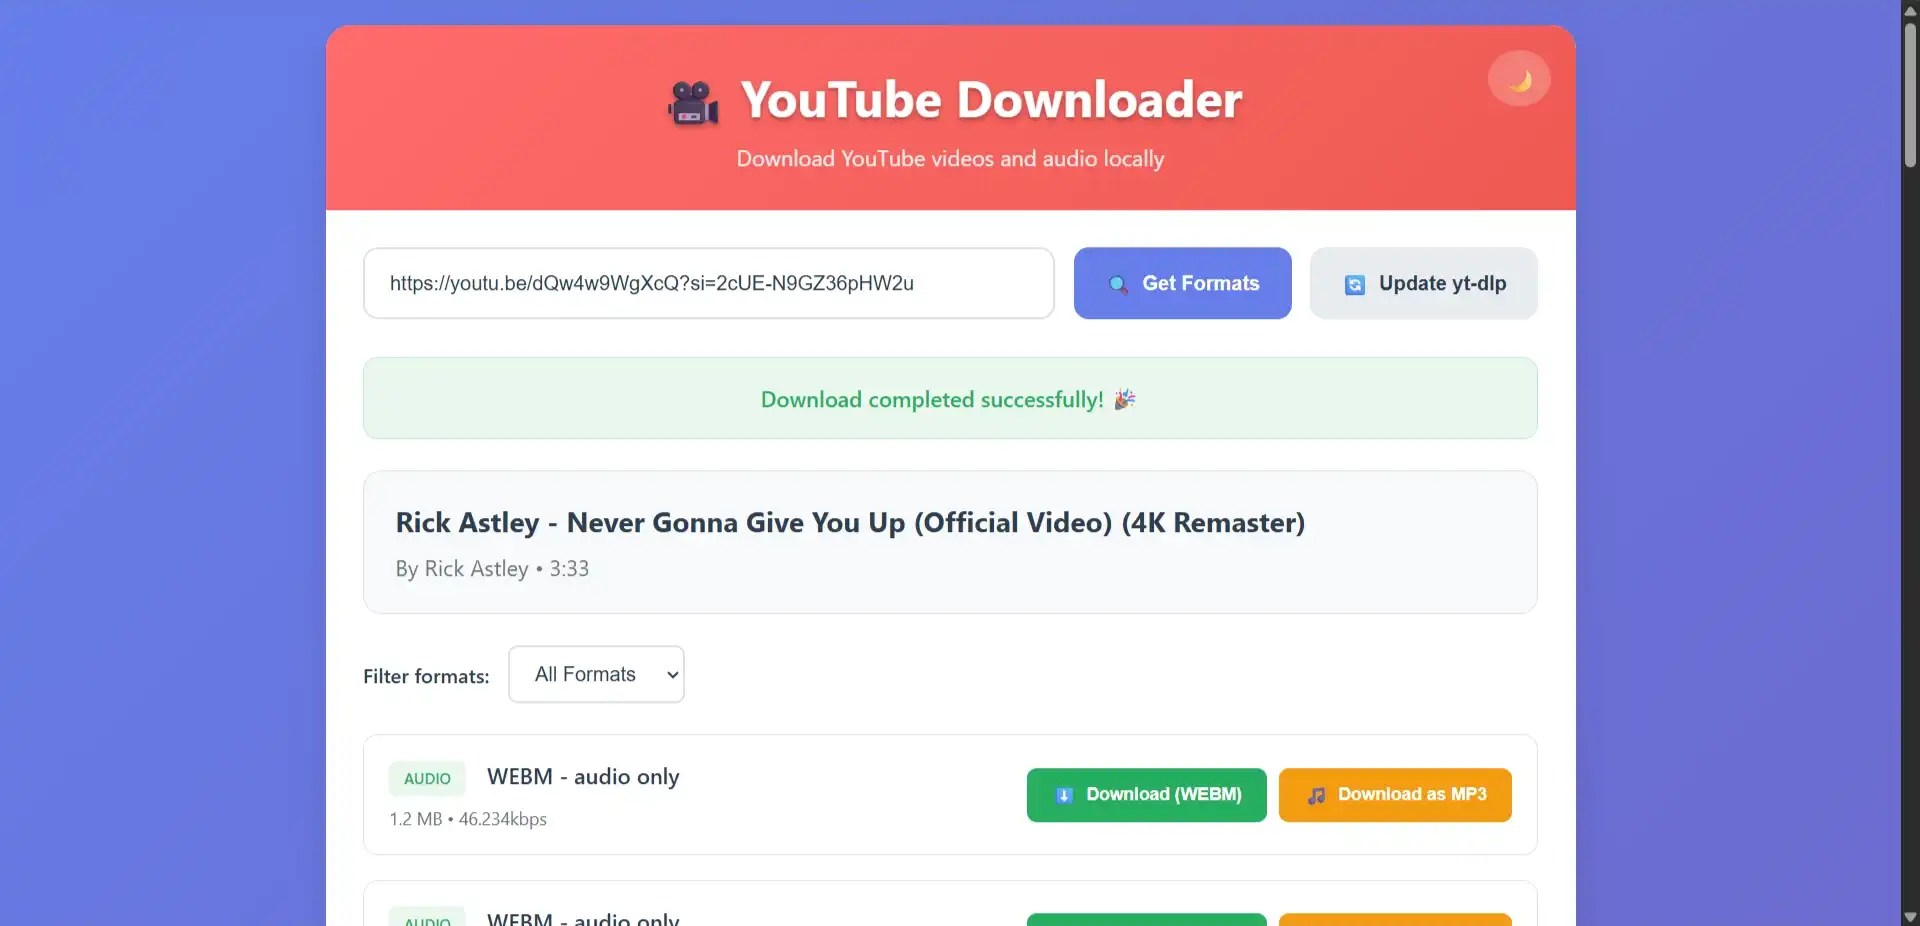 YouTube Downloader
Download YouTube videos and audio locally
https://youtu.be/dQw4w9WgXcQ?si=2cUE-N9GZ36pHW2u
Get Formats
Update yt-dlp
Download completed successfully!
Rick Astley - Never Gonna Give You Up (Official Video) (4K Remaster)
By Rick Astley • 3:33
Filter formats:
All Formats
AUDIO
WEBM - audio only
1.2 MB • 46.234kbps
Download (WEBM)
Download as MP3
AUDIO
WEBM - audio only